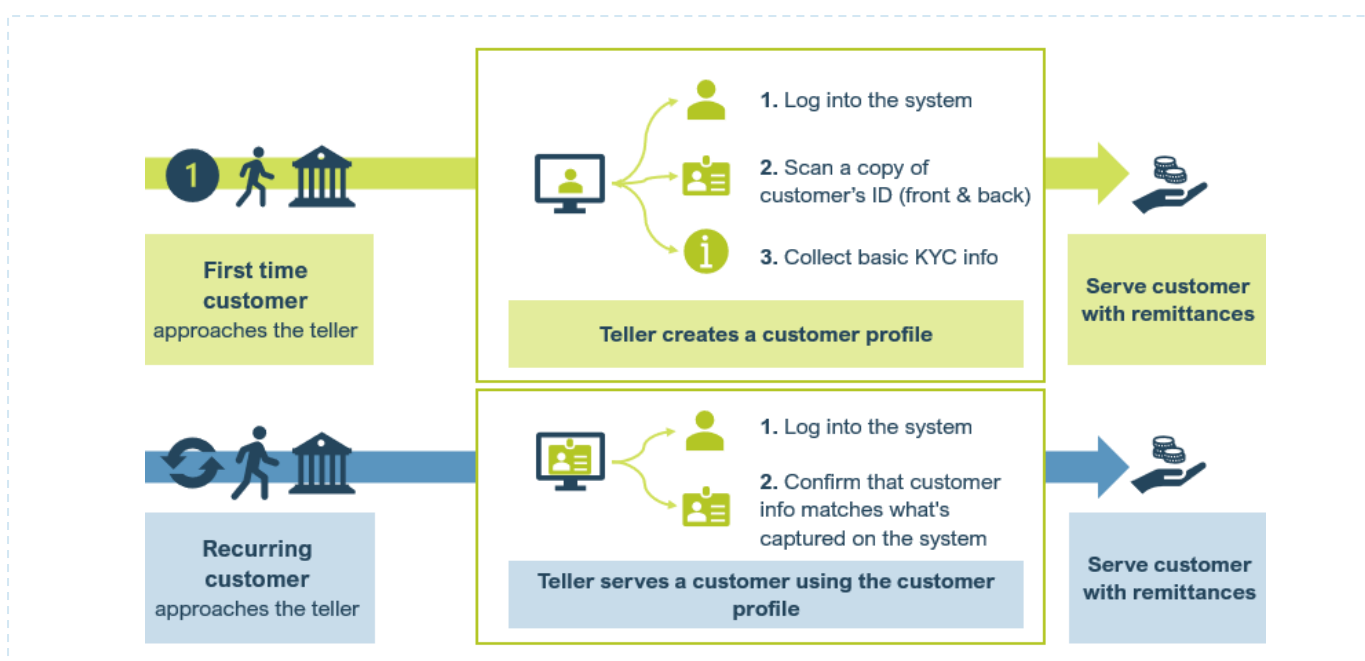 1
First time
customer
approaches the teller
1. Log into the system
2. Scan a copy of
customer's ID (front & back)
i
3. Collect basic KYC info
Teller creates a customer profile
Serve customer
with remittances
Recurring
customer
approaches the teller
1. Log into the system
2. Confirm that customer
info matches what's
captured on the system
Teller serves a customer using the customer
profile
Serve customer
with remittances